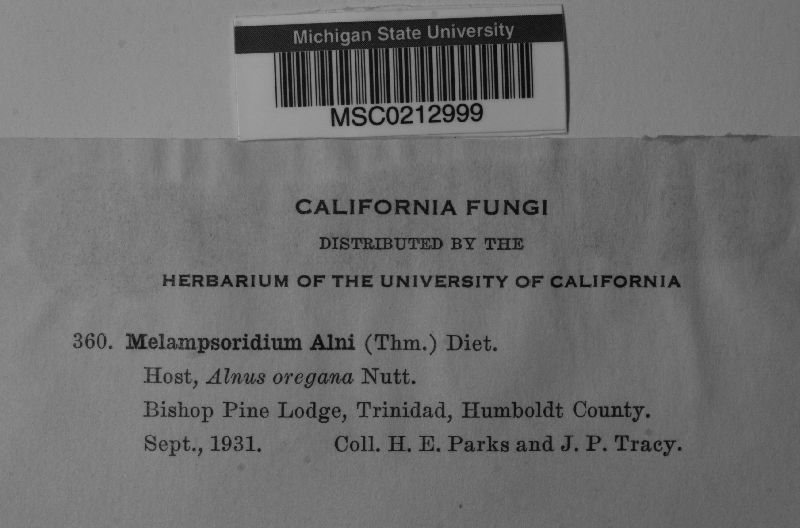 Michigan State University
MSC0212999
CALIFORNIA FUNGI
DISTRIBUTED BY THE
HERBARIUM OF THE UNIVERSITY OF CALIFORNIA
360. Melampsoridium Alni (Thm.) Diet.
Host, Alnus oregana Nutt.
Bishop Pine Lodge, Trinidad, Humboldt County.
Sept., 1931. Coll. H. E. Parks and J. P. Tracy.